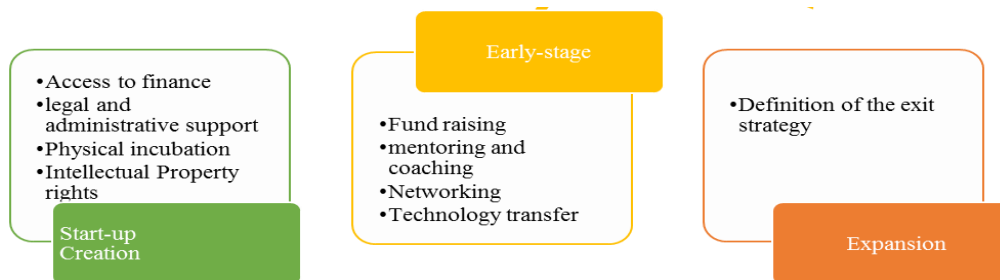 •Access to finance
•legal and
administrative support
•Physical incubation
•Intellectual Property
rights
Start-up
Creation
Early-stage
•Fund raising
•mentoring and
coaching
•Networking
•Technology transfer
•Definition of the exit
strategy
Expansion